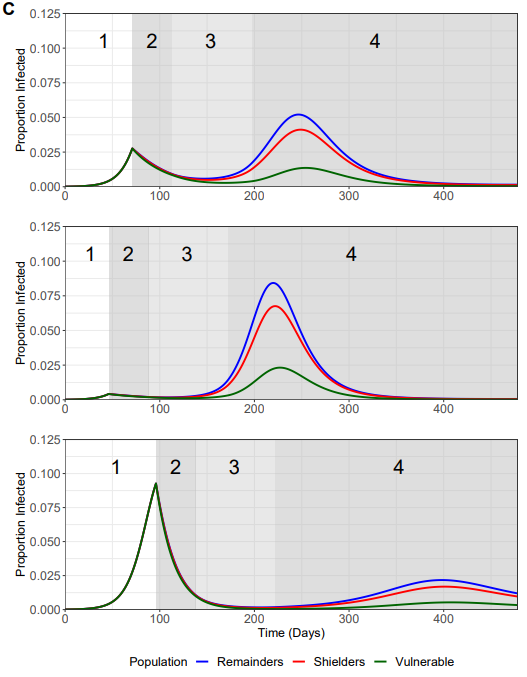 C
Proportion Infected
0.125
0.100
0.075
0.050
0.025
0.000
1 2 3 4
0 100 200 300 400
Proportion Infected
0.125
0.100
0.075
0.050
0.025
0.000
1 2 3 4
0 100 200 300 400
Proportion Infected
0.125
0.100
0.075
0.050
0.025
0.000
1 2 3 4
0 100 200 300 400
Time (Days)
Population Remainders Shielders Vulnerable